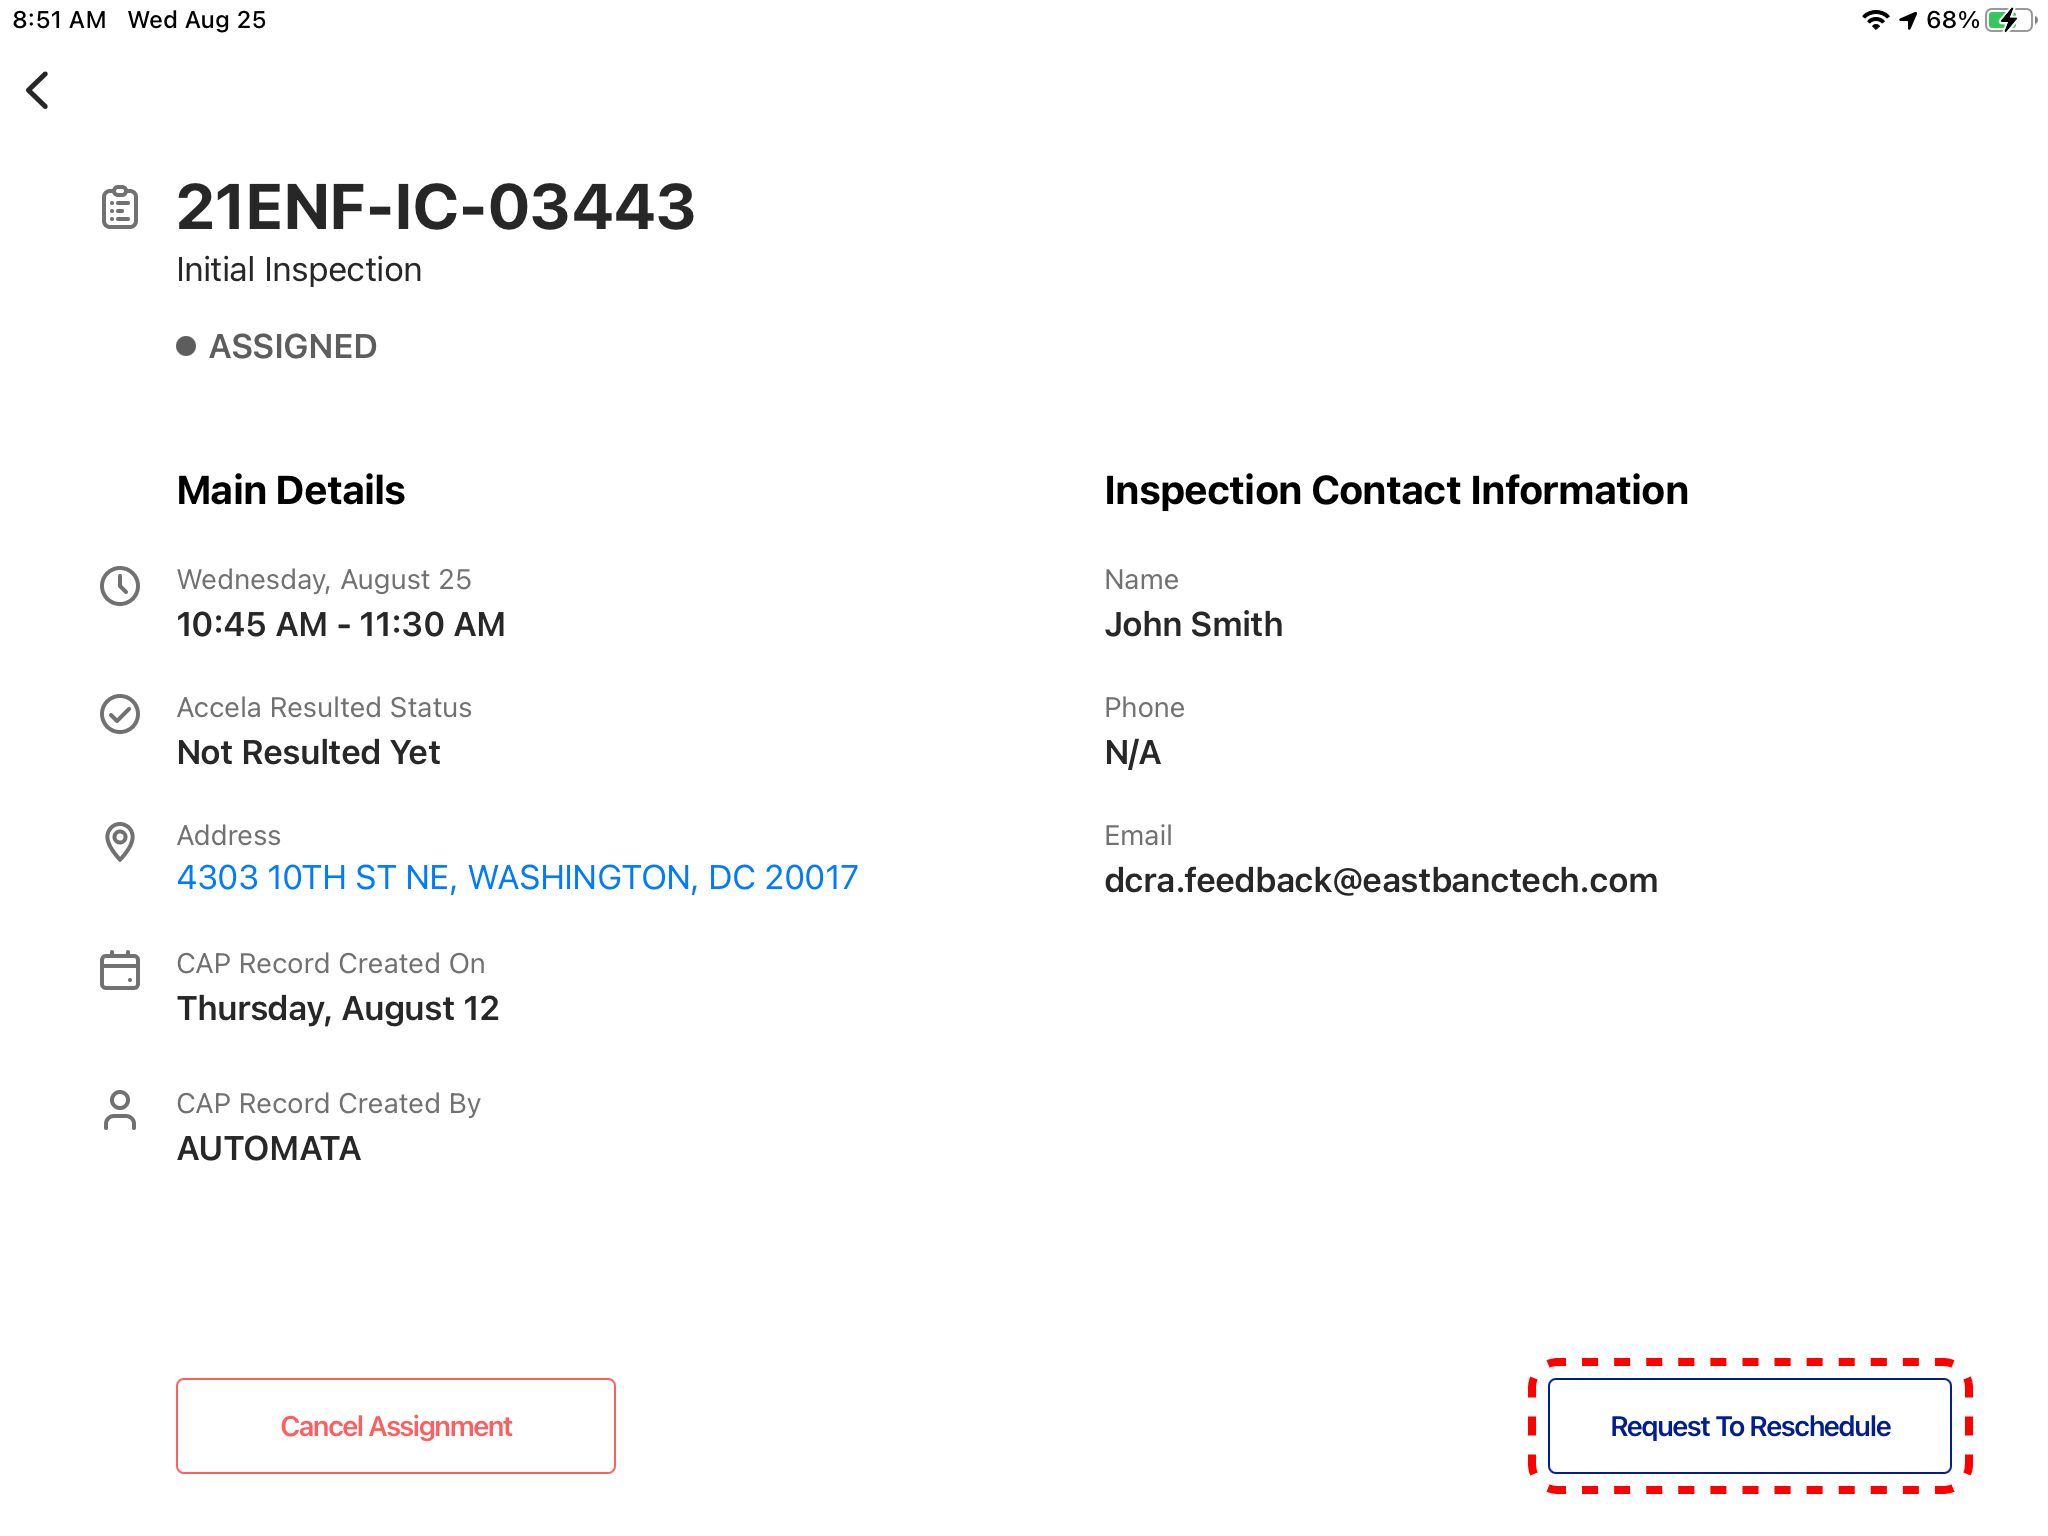 8:51 AM Wed Aug 25
68%
21ENF-IC-03443
Initial Inspection
ASSIGNED
Main Details
Wednesday, August 25
10:45 AM - 11:30 AM
Accela Resulted Status
Not Resulted Yet
Address
4303 10TH ST NE, WASHINGTON, DC 20017
CAP Record Created On
Thursday, August 12
CAP Record Created By
AUTOMATA
Inspection Contact Information
Name
John Smith
Phone
N/A
Email
dcra.feedback@eastbanctech.com
Cancel Assignment
Request To Reschedule